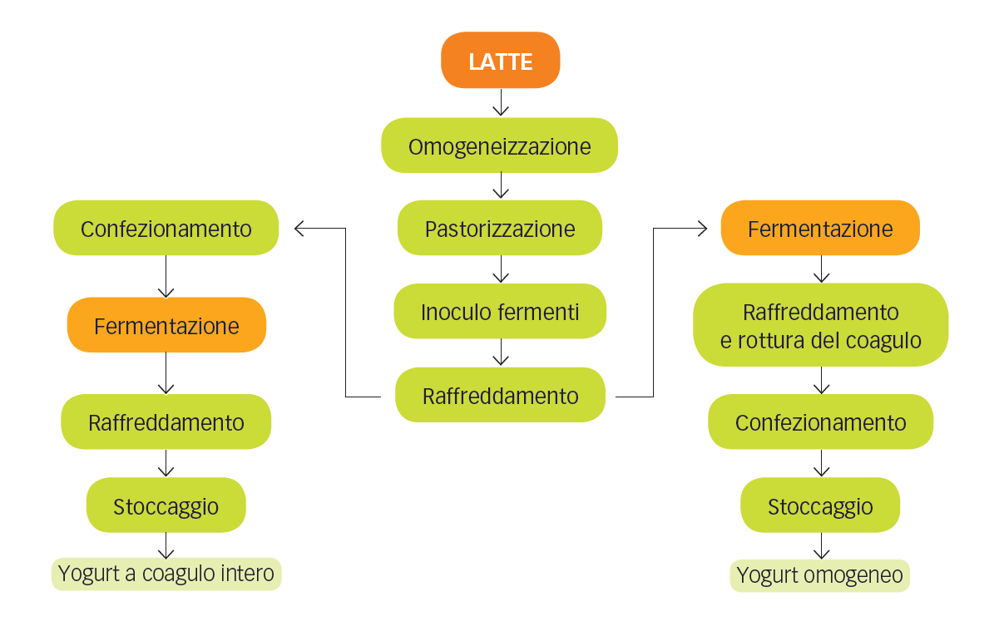 LATTE
Omogeneizzazione
Pastorizzazione
Inoculo fermenti
Raffreddamento
Confezionamento
Fermentazione
Raffreddamento
Stoccaggio
Yogurt a coagulo intero
Fermentazione
Raffreddamento
e rottura del coagulo
Confezionamento
Stoccaggio
Yogurt omogeneo